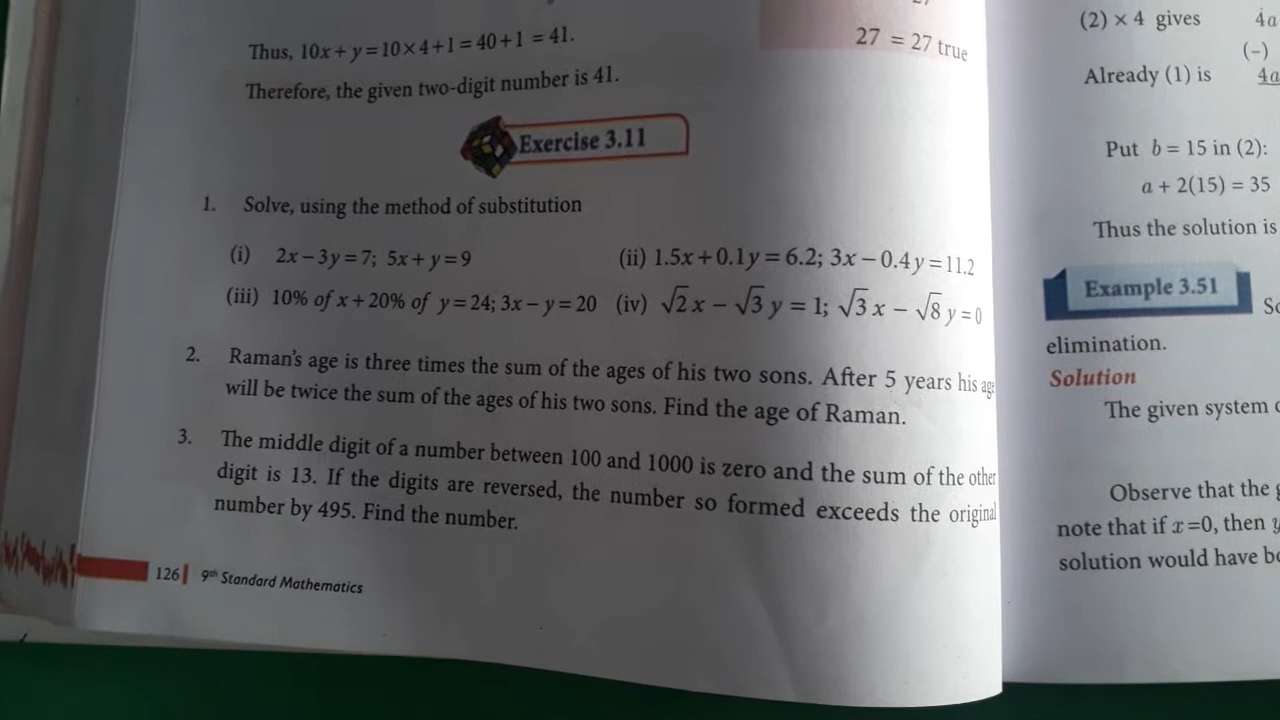 Thus, 10x + y = 10 × 4 + 1 = 40 + 1 = 41.
Therefore, the given two-digit number is 41.
27 = 27 true
Exercise 3.11
1. Solve, using the method of substitution
(i) 2x − 3y = 7; 5x + y = 9 (ii) 1.5x + 0.1y = 6.2; 3x − 0.4y = 11.2
(iii) 10% of x + 20% of y = 24; 3x − y = 20 (iv) √2 x − √3 y = 1; √3 x − √8 y = 0
2. Raman's age is three times the sum of the ages of his two sons. After 5 years his age
will be twice the sum of the ages of his two sons. Find the age of Raman.
3. The middle digit of a number between 100 and 1000 is zero and the sum of the other
digit is 13. If the digits are reversed, the number so formed exceeds the original
number by 495. Find the number.
126 | 9th Standard Mathematics
(2) × 4 gives 4a
(−)
Already (1) is 4a
Put b = 15 in (2):
a + 2(15) = 35
Thus the solution is
Example 3.51
elimination.
Solution
The given system
Observe that the
note that if x=0, then y
solution would have